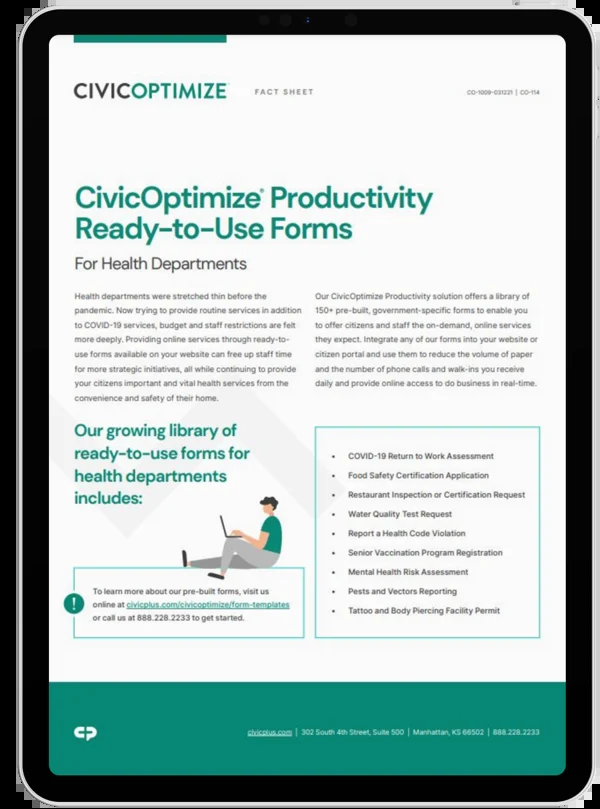 CIVICOPTIMIZE
FACT SHEET
CO-1009-031221 | CO-114
CivicOptimize® Productivity
Ready-to-Use Forms
For Health Departments
Health departments were stretched thin before the
pandemic. Now trying to provide routine services in addition
to COVID-19 services, budget and staff restrictions are felt
more deeply. Providing online services through ready-to-
use forms available on your website can free up staff time
for more strategic initiatives, all while continuing to provide
your citizens important and vital health services from the
convenience and safety of their home.
Our CivicOptimize Productivity solution offers a library of
150+ pre-built, government-specific forms to enable you
to offer citizens and staff the on-demand, online services
they expect. Integrate any of our forms into your website or
citizen portal and use them to reduce the volume of paper
and the number of phone calls and walk-ins you receive
daily and provide online access to do business in real-time.
Our growing library of
ready-to-use forms for
health departments
includes:
• COVID-19 Return to Work Assessment
• Food Safety Certification Application
• Restaurant Inspection or Certification Request
• Water Quality Test Request
• Report a Health Code Violation
• Senior Vaccination Program Registration
• Mental Health Risk Assessment
• Pests and Vectors Reporting
• Tattoo and Body Piercing Facility Permit
!
To learn more about our pre-built forms, visit us
online at civicplus.com/civicoptimize/form-templates
or call us at 888.228.2233 to get started.
civicplus.com | 302 South 4th Street, Suite 500 | Manhattan, KS 66502 | 888.228.2233